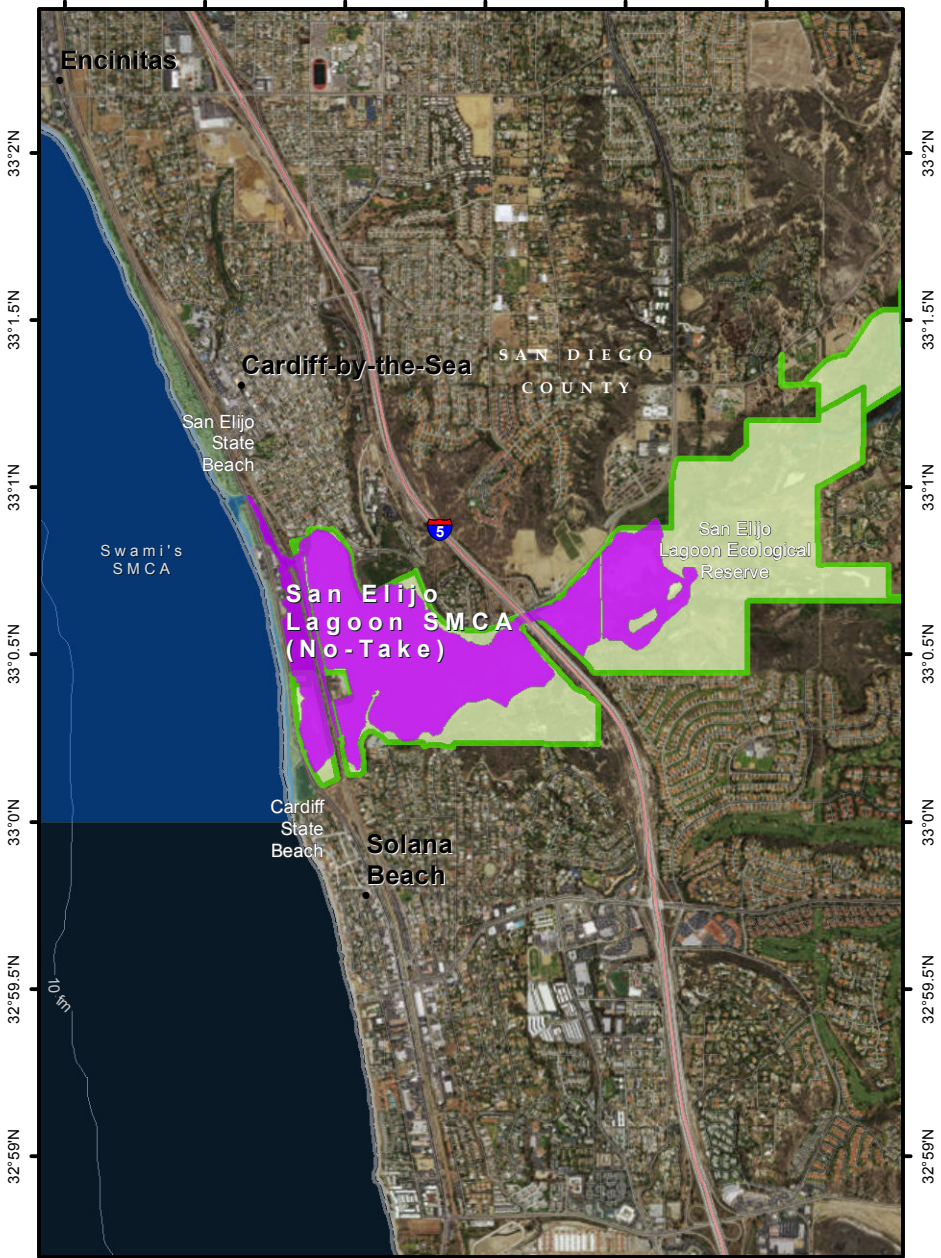 Encinitas
33°2'N
33°2'N
33°1.5'N
33°1.5'N
SAN DIEGO
COUNTY
Cardiff-by-the-Sea
San Elijo
State
Beach
33°1'N
33°1'N
5
Swami's
SMCA
San Elijo
Lagoon Ecological
Reserve
San Elijo
Lagoon SMCA
(No-Take)
33°0.5'N
33°0.5'N
Cardiff
State
Beach
33°0'N
33°0'N
Solana
Beach
10 fm
32°59.5'N
32°59.5'N
32°59'N
32°59'N